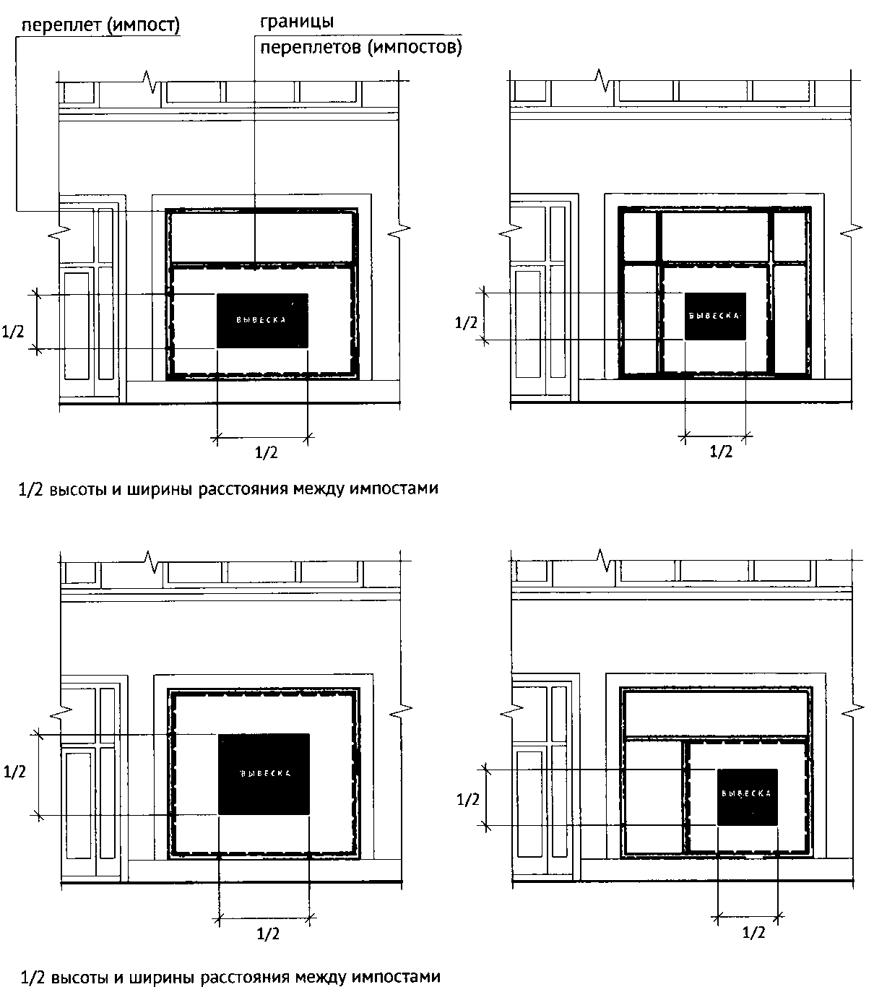 переплет (импост)
границы
переплетов (импостов)
ВЫВЕСКА
1/2
1/2
ВЫВЕСКА
1/2
1/2
1/2 высоты и ширины расстояния между импостами
ВЫВЕСКА
1/2
1/2
ВЫВЕСКА
1/2
1/2
1/2 высоты и ширины расстояния между импостами